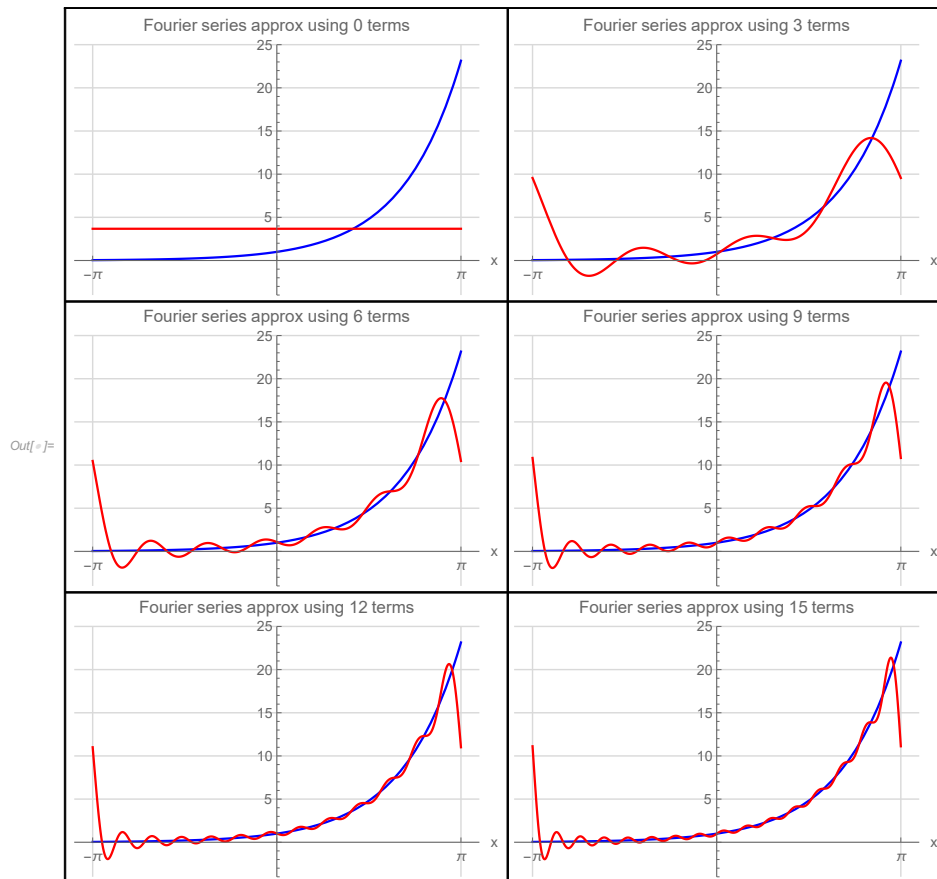 Fourier series approx using 0 terms
25
20
15
10
5
−π
π
x
Fourier series approx using 3 terms
25
20
15
10
5
−π
π
x
Out[ ]=
Fourier series approx using 6 terms
25
20
15
10
5
−π
π
x
Fourier series approx using 9 terms
25
20
15
10
5
−π
π
x
Fourier series approx using 12 terms
25
20
15
10
5
−π
π
x
Fourier series approx using 15 terms
25
20
15
10
5
−π
π
x